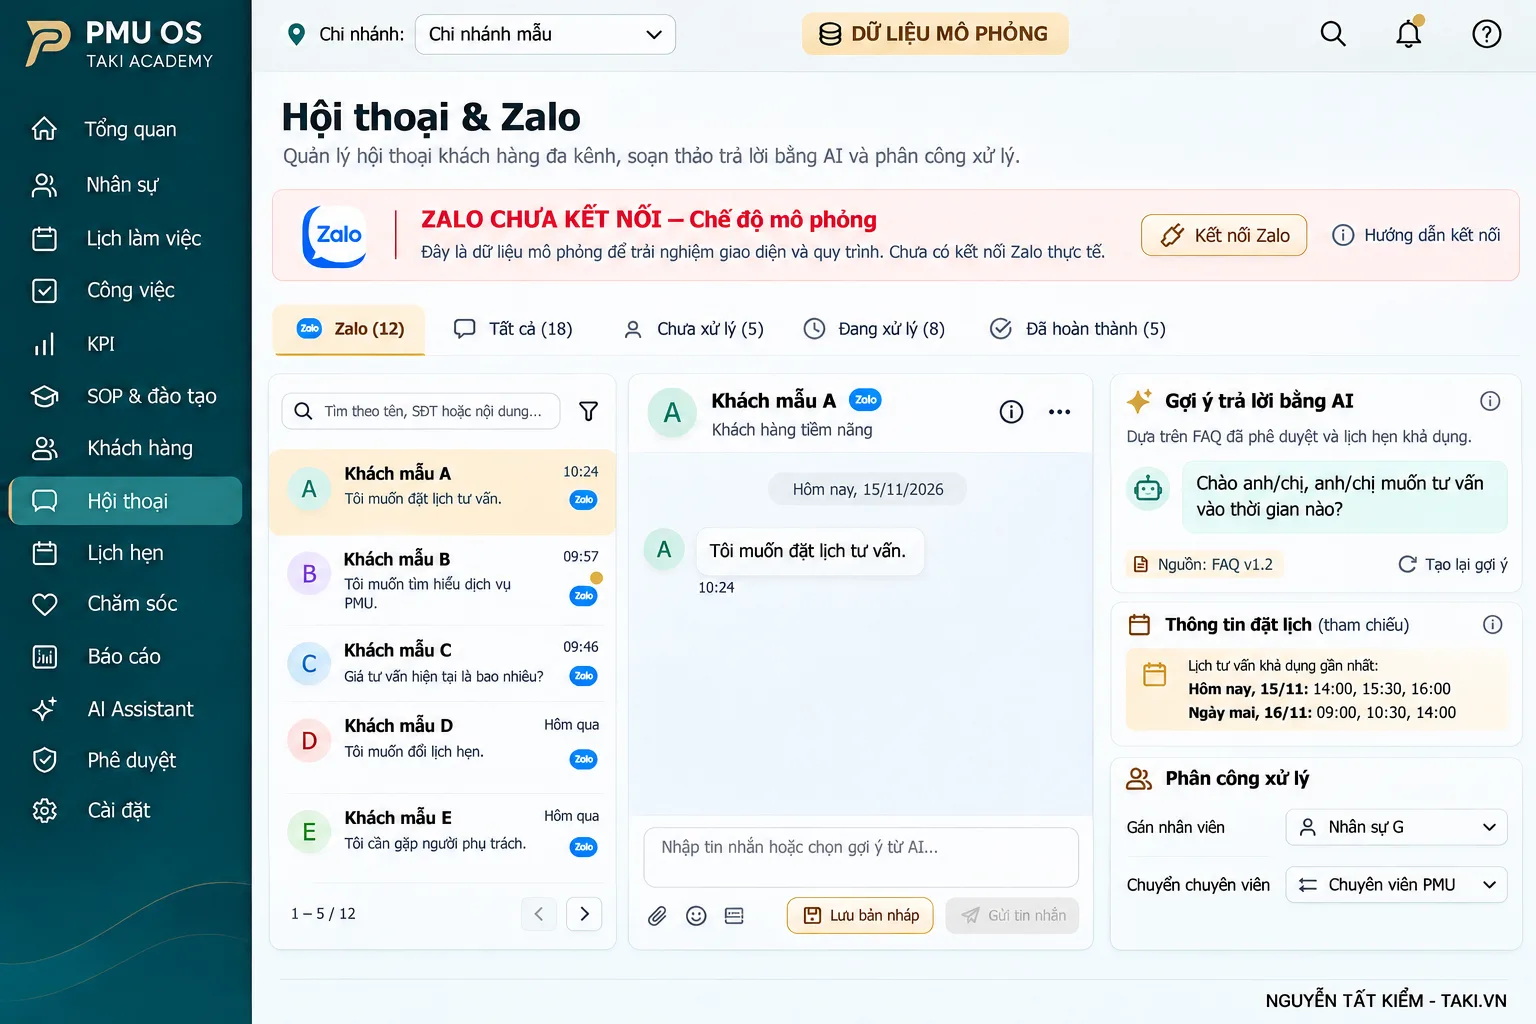 PMU OS
TAKI ACADEMY
Tổng quan
Nhân sự
Lịch làm việc
Công việc
KPI
SOP & đào tạo
Khách hàng
Hội thoại
Lịch hẹn
Chăm sóc
Báo cáo
AI Assistant
Phê duyệt
Cài đặt
Chi nhánh:
Chi nhánh mẫu
DỮ LIỆU MÔ PHỎNG
Hội thoại & Zalo
Quản lý hội thoại khách hàng đa kênh, soạn thảo trả lời bằng AI và phân công xử lý.
Zalo
ZALO CHƯA KẾT NỐI – Chế độ mô phỏng
Đây là dữ liệu mô phỏng để trải nghiệm giao diện và quy trình. Chưa có kết nối Zalo thực tế.
Kết nối Zalo
Hướng dẫn kết nối
Zalo Zalo (12)
Tất cả (18)
Chưa xử lý (5)
Đang xử lý (8)
Đã hoàn thành (5)
Tìm theo tên, SĐT hoặc nội dung...
A
Khách mẫu A
10:24
Tôi muốn đặt lịch tư vấn.
Zalo
B
Khách mẫu B
09:57
Tôi muốn tìm hiểu dịch vụ
PMU.
Zalo
C
Khách mẫu C
09:46
Giá tư vấn hiện tại là bao nhiêu?
Zalo
D
Khách mẫu D
Hôm qua
Tôi muốn đổi lịch hẹn.
Zalo
E
Khách mẫu E
Hôm qua
Tôi cần gặp người phụ trách.
Zalo
1 – 5 / 12
A
Khách mẫu A
Zalo
Khách hàng tiềm năng
Hôm nay, 15/11/2026
A
Tôi muốn đặt lịch tư vấn.
10:24
Nhập tin nhắn hoặc chọn gợi ý từ AI...
Lưu bản nháp
Gửi tin nhắn
Gợi ý trả lời bằng AI
Dựa trên FAQ đã phê duyệt và lịch hẹn khả dụng.
Chào anh/chị, anh/chị muốn tư vấn
vào thời gian nào?
Nguồn: FAQ v1.2
Tạo lại gợi ý
Thông tin đặt lịch (tham chiếu)
Lịch tư vấn khả dụng gần nhất:
Hôm nay, 15/11: 14:00, 15:30, 16:00
Ngày mai, 16/11: 09:00, 10:30, 14:00
Phân công xử lý
Gán nhân viên
Nhân sự G
Chuyển chuyên viên
Chuyên viên PMU
NGUYỄN TẤT KIỂM - TAKI.VN